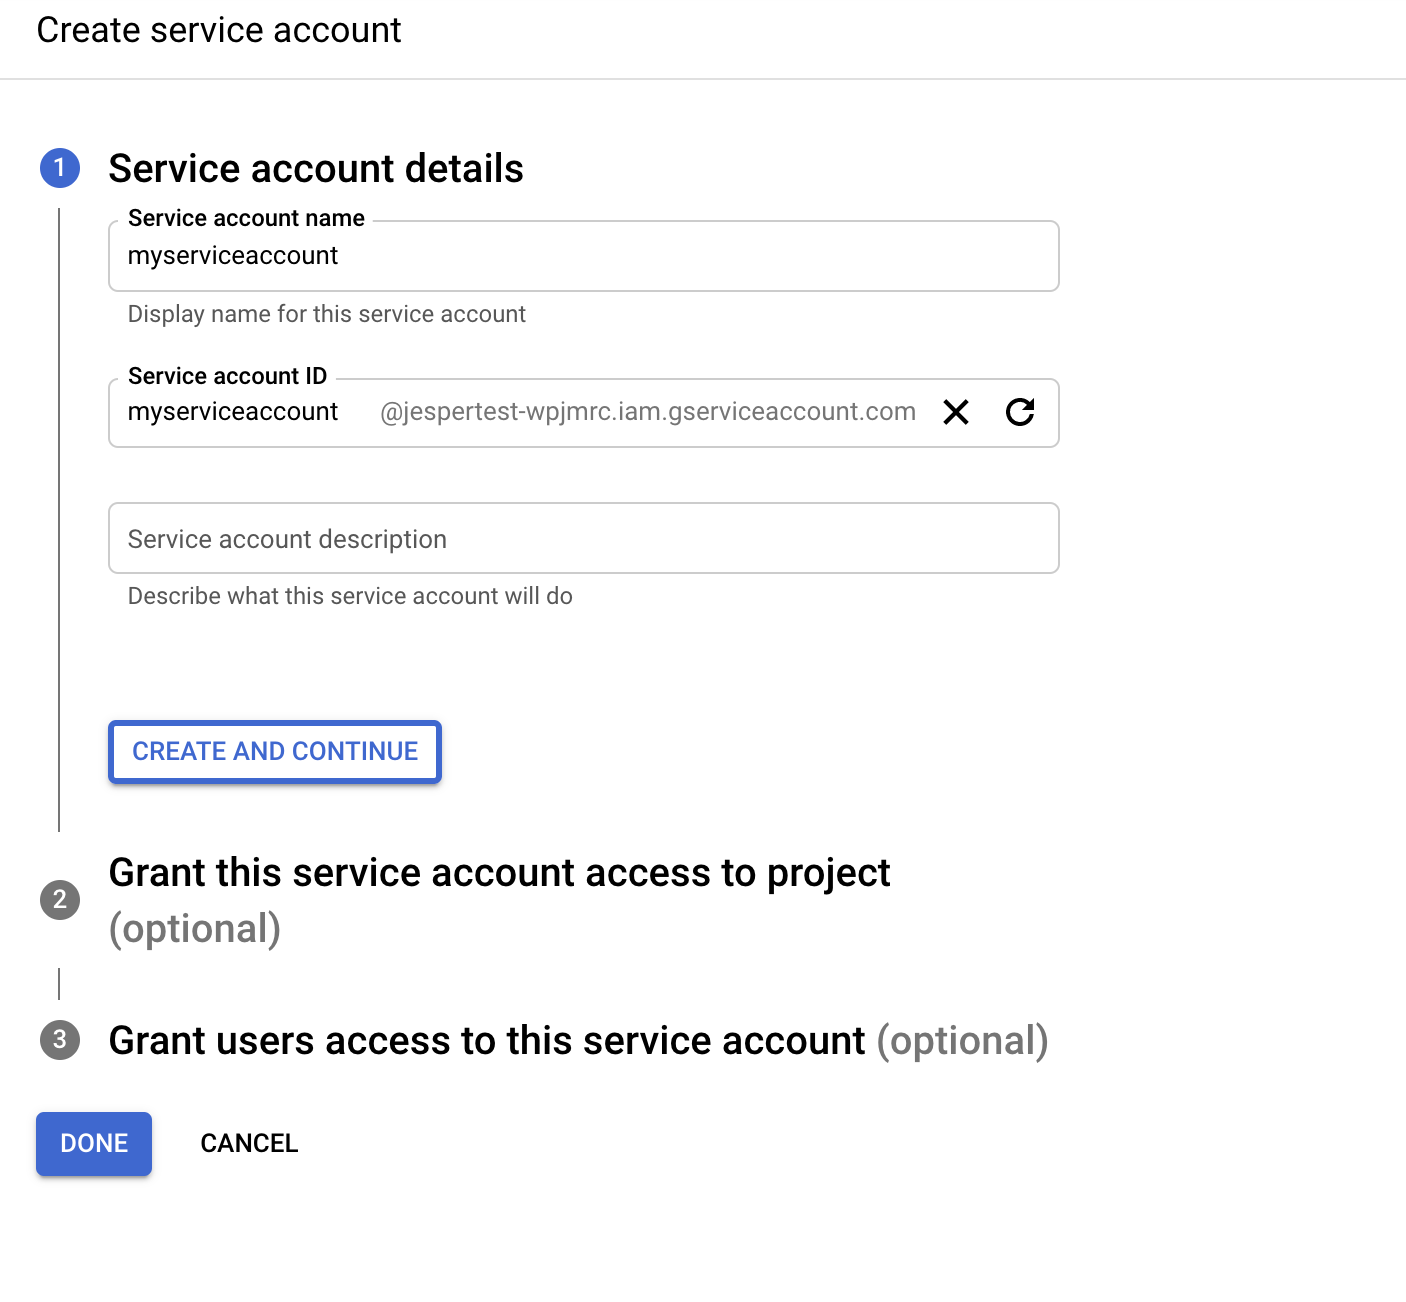 Create service account
1 Service account details
Service account name
myserviceaccount
Display name for this service account
Service account ID
myserviceaccount @jespertest-wpjmrc.iam.gserviceaccount.com
Service account description
Describe what this service account will do
CREATE AND CONTINUE
2 Grant this service account access to project
(optional)
3 Grant users access to this service account (optional)
DONE CANCEL